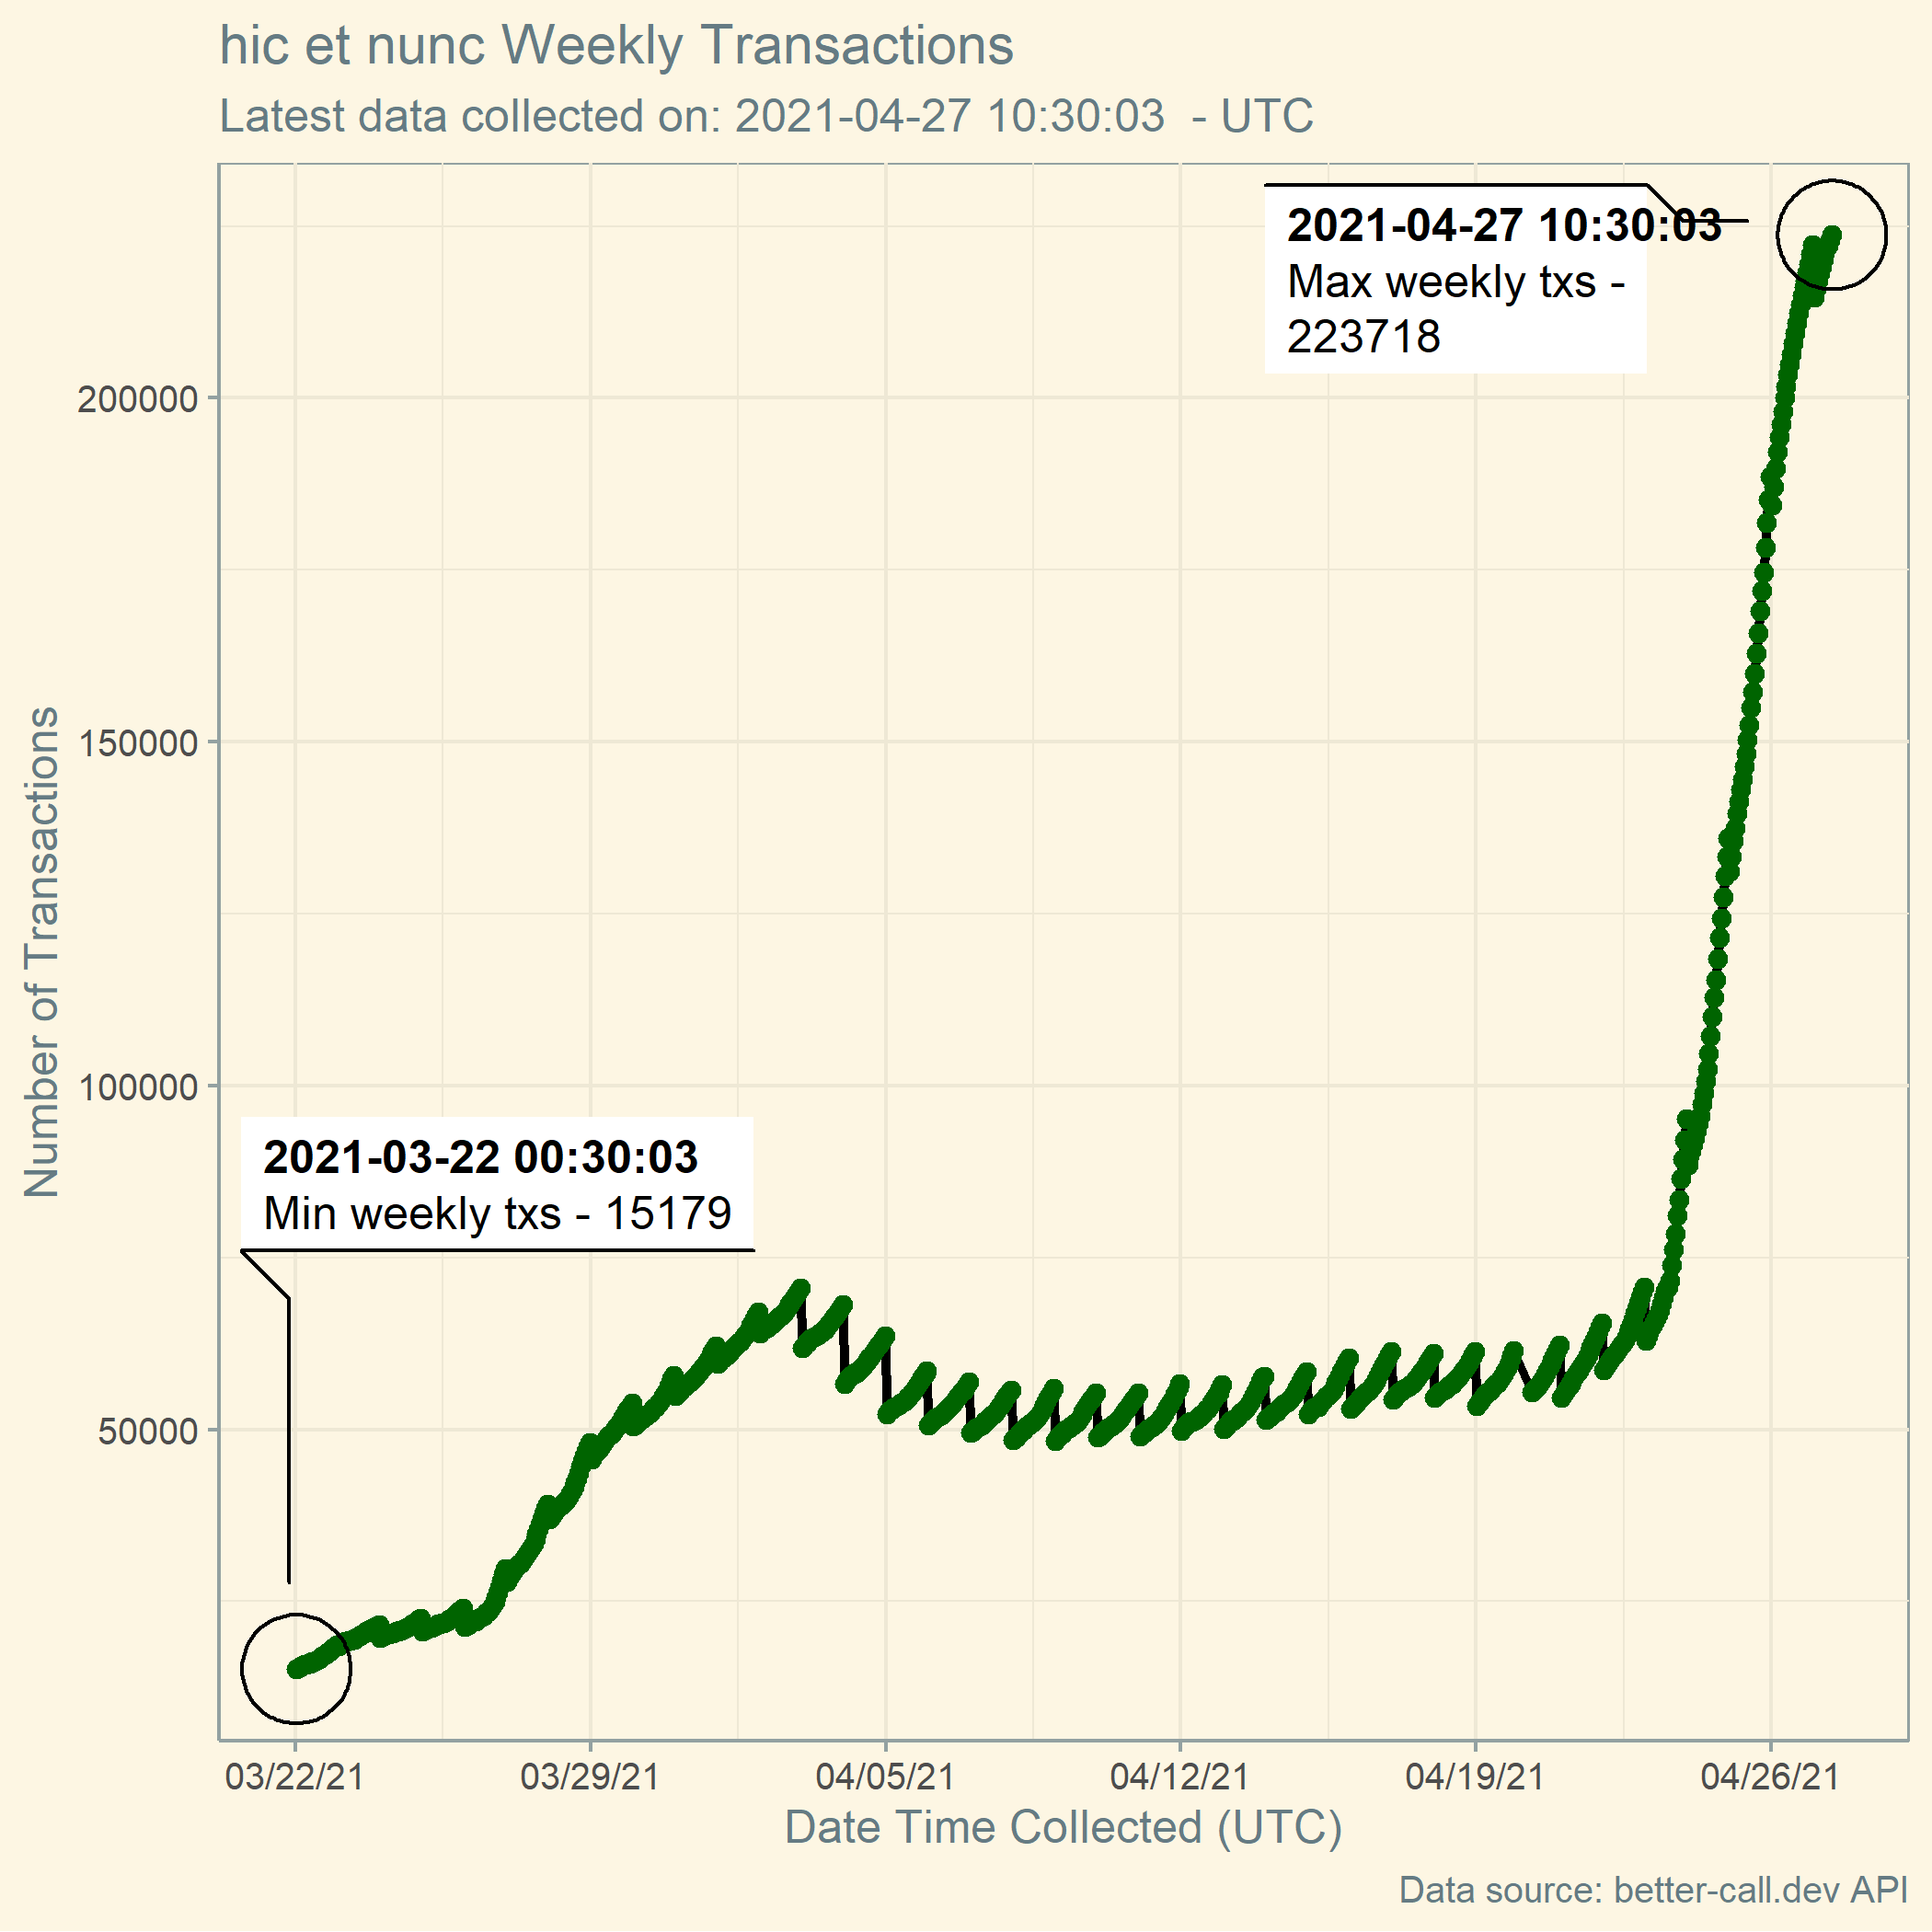 hic et nunc Weekly Transactions
Latest data collected on: 2021-04-27 10:30:03  - UTC
2021-04-27 10:30:03
Max weekly txs -
223718
200000
150000
100000
50000
Number of Transactions
2021-03-22 00:30:03
Min weekly txs - 15179
03/22/21 03/29/21 04/05/21 04/12/21 04/19/21 04/26/21
Date Time Collected (UTC)
Data source: better-call.dev API